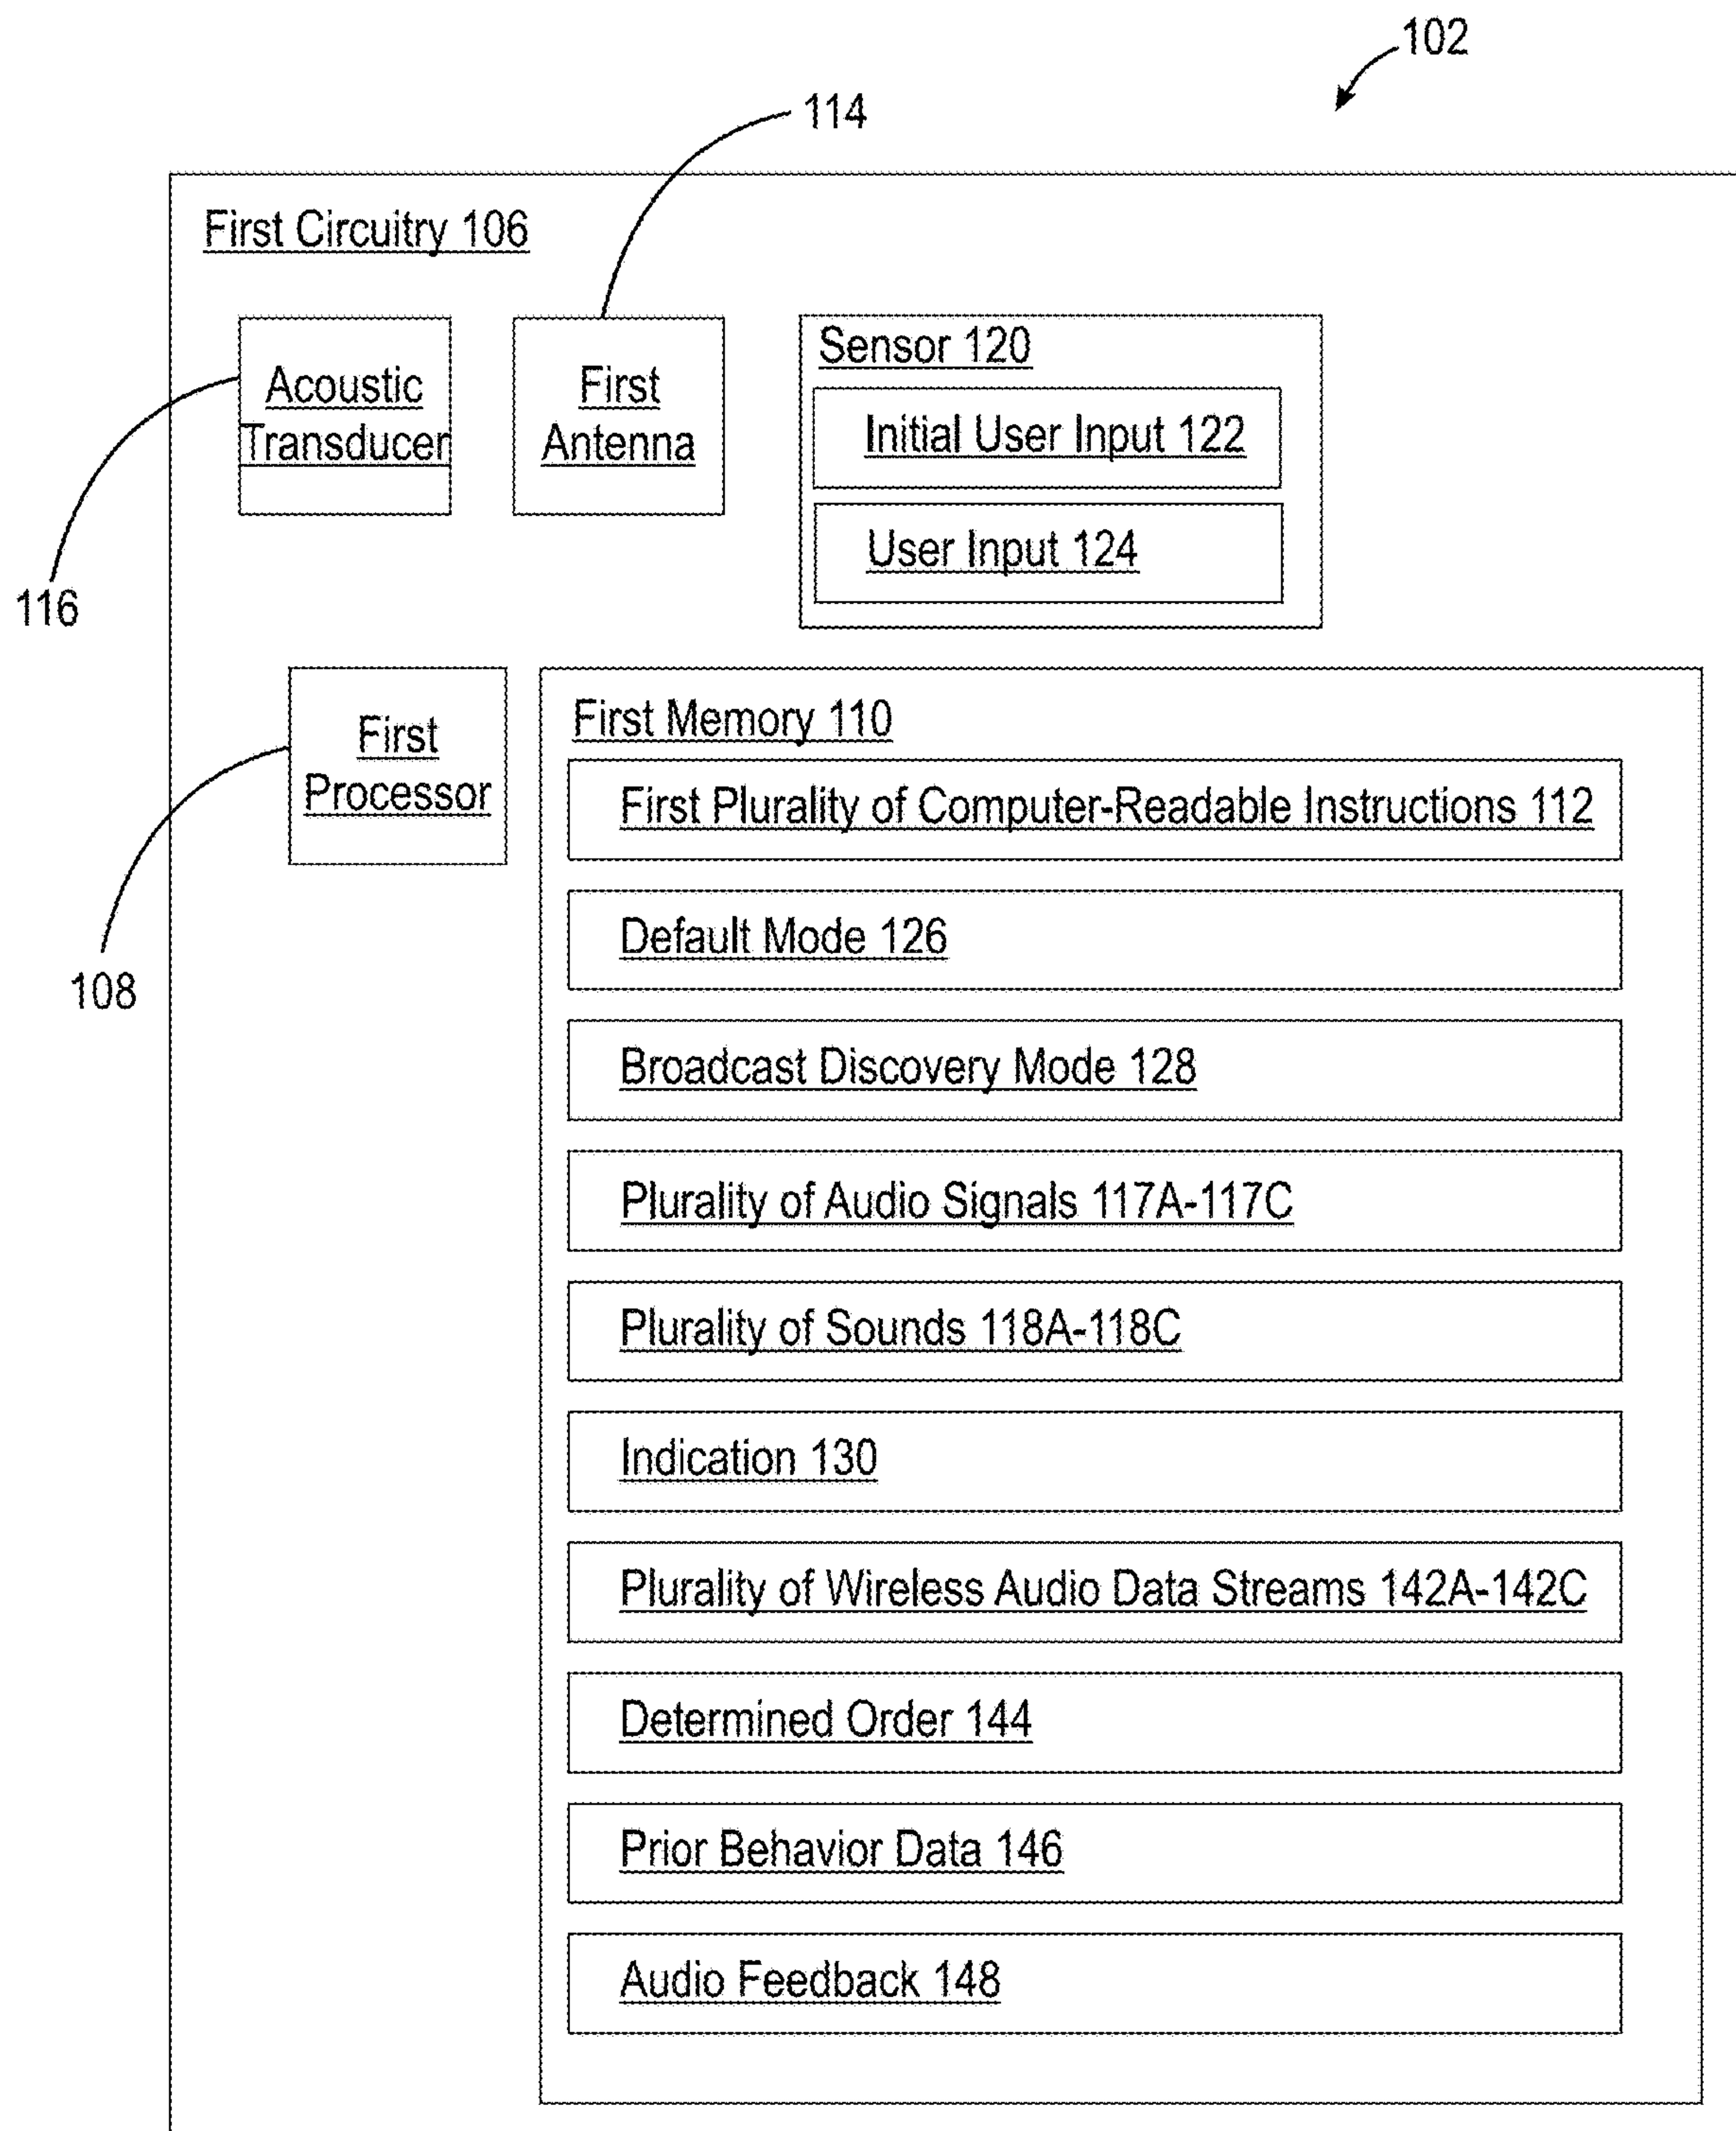 102
114
First Circuitry 106
Acoustic
Transducer
First
Antenna
Sensor 120
Initial User Input 122
User Input 124
116
First
Processor
108
First Memory 110
First Plurality of Computer-Readable Instructions 112
Default Mode 126
Broadcast Discovery Mode 128
Plurality of Audio Signals 117A-117C
Plurality of Sounds 118A-118C
Indication 130
Plurality of Wireless Audio Data Streams 142A-142C
Determined Order 144
Prior Behavior Data 146
Audio Feedback 148